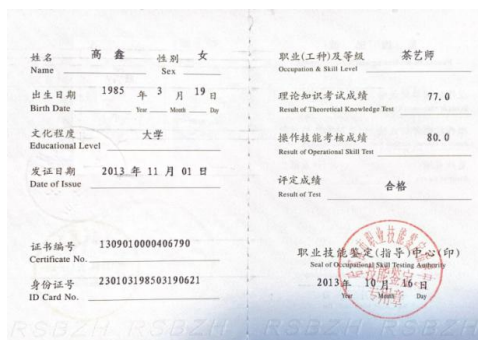 姓名 高 鑫 性别 女
Name Sex
出生日期 1985 年 3 月 19 日
Birth Date Year Month Day
文化程度 大学
Educational Level
发证日期 2013 年 11 月 01 日
Date of Issue
证书编号 1309010000406790
Certificate No.
身份证号 230103198503190621
ID Card No.
职业(工种)及等级 茶艺师
Occupation & Skill Level
理论知识考试成绩 77.0
Result of Theoretical Knowledge Test
操作技能考核成绩 80.0
Result of Operational Skill Test
评定成绩 合格
Result of Test
职业技能鉴定(指导)中心(印)
Seal of Occupational Skill Testing Authority
2013 年 10 月 16 日
Year Month Day
RSBZH RSBZH RSBZH RSBZH